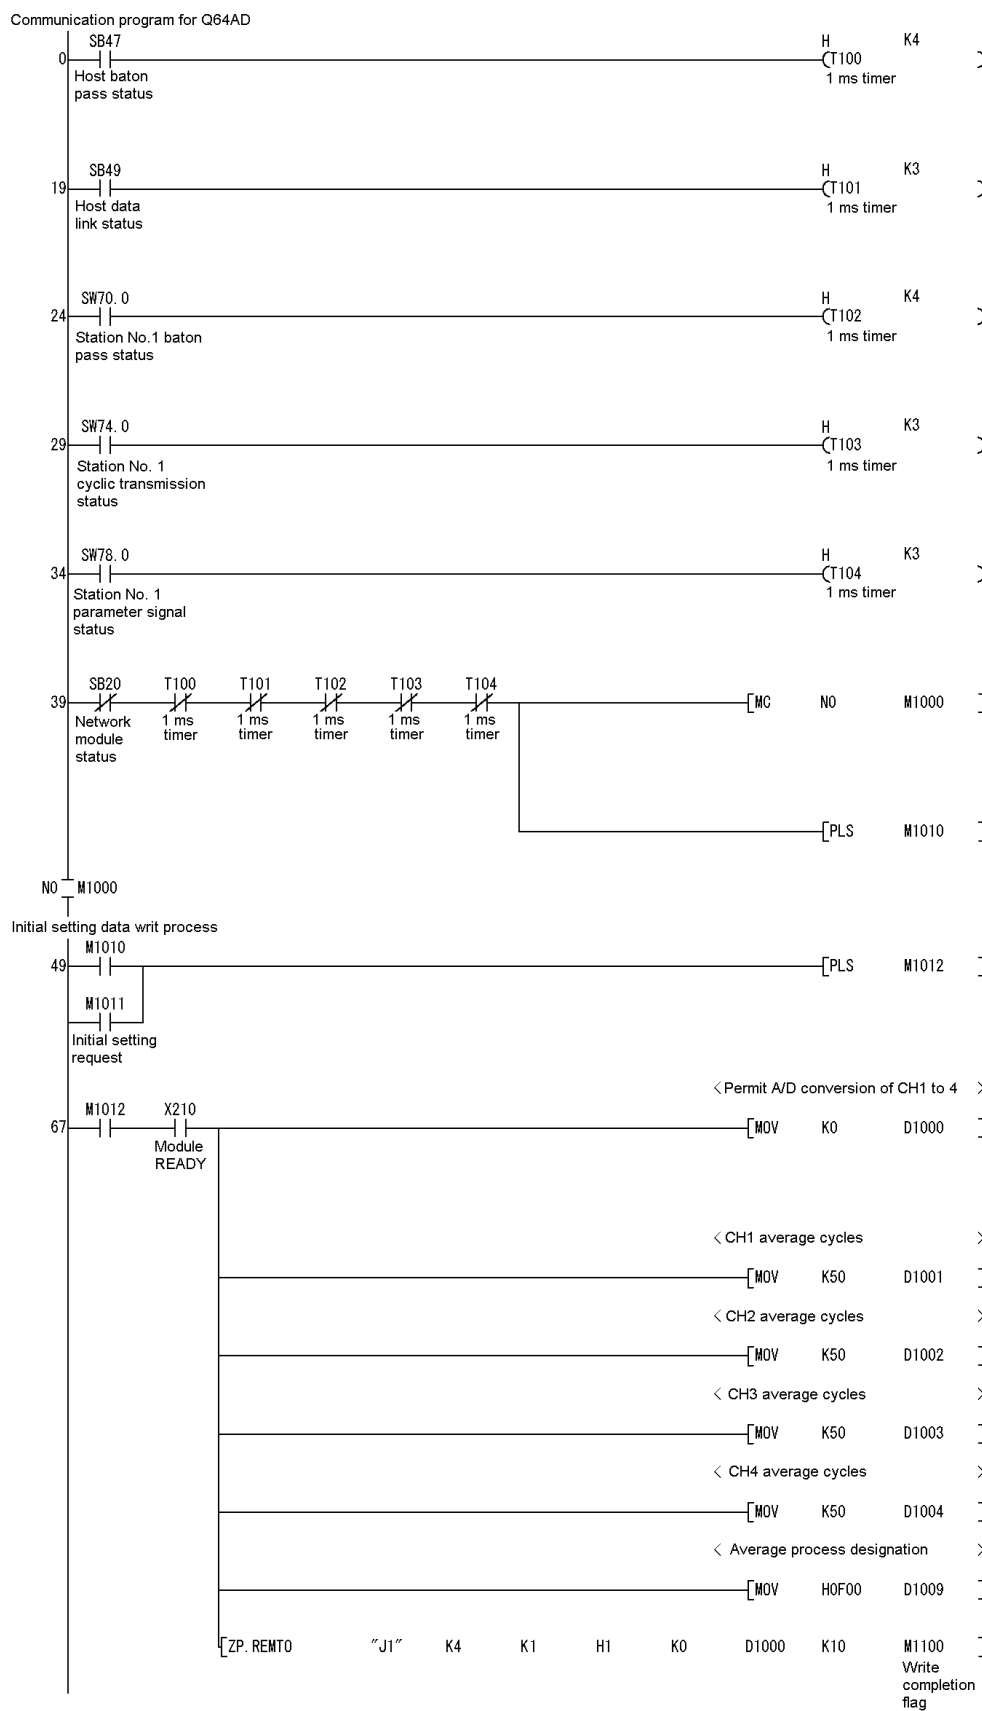 Communication program for Q64AD
SB47 H K4
0 T100
Host baton 1 ms timer
pass status
SB49 H K3
19 T101
Host data 1 ms timer
link status
SW70.0 H K4
24 T102
Station No.1 baton 1 ms timer
pass status
SW74.0 H K3
29 T103
Station No. 1 1 ms timer
cyclic transmission
status
SW78.0 H K3
34 T104
Station No. 1 1 ms timer
parameter signal
status
SB20 T100 T101 T102 T103 T104
39 MC N0 M1000
Network 1 ms 1 ms 1 ms 1 ms 1 ms
module timer timer timer timer timer
status
PLS M1010
N0 M1000
Initial setting data writ process
M1010
49 PLS M1012
M1011
Initial setting
request
<Permit A/D conversion of CH1 to 4 >
M1012 X210
67 MOV K0 D1000
Module
READY
< CH1 average cycles >
MOV K50 D1001
< CH2 average cycles >
MOV K50 D1002
< CH3 average cycles >
MOV K50 D1003
< CH4 average cycles >
MOV K50 D1004
< Average process designation >
MOV H0F00 D1009
ZP.REMTO "J1" K4 K1 H1 K0 D1000 K10 M1100
Write
completion
flag